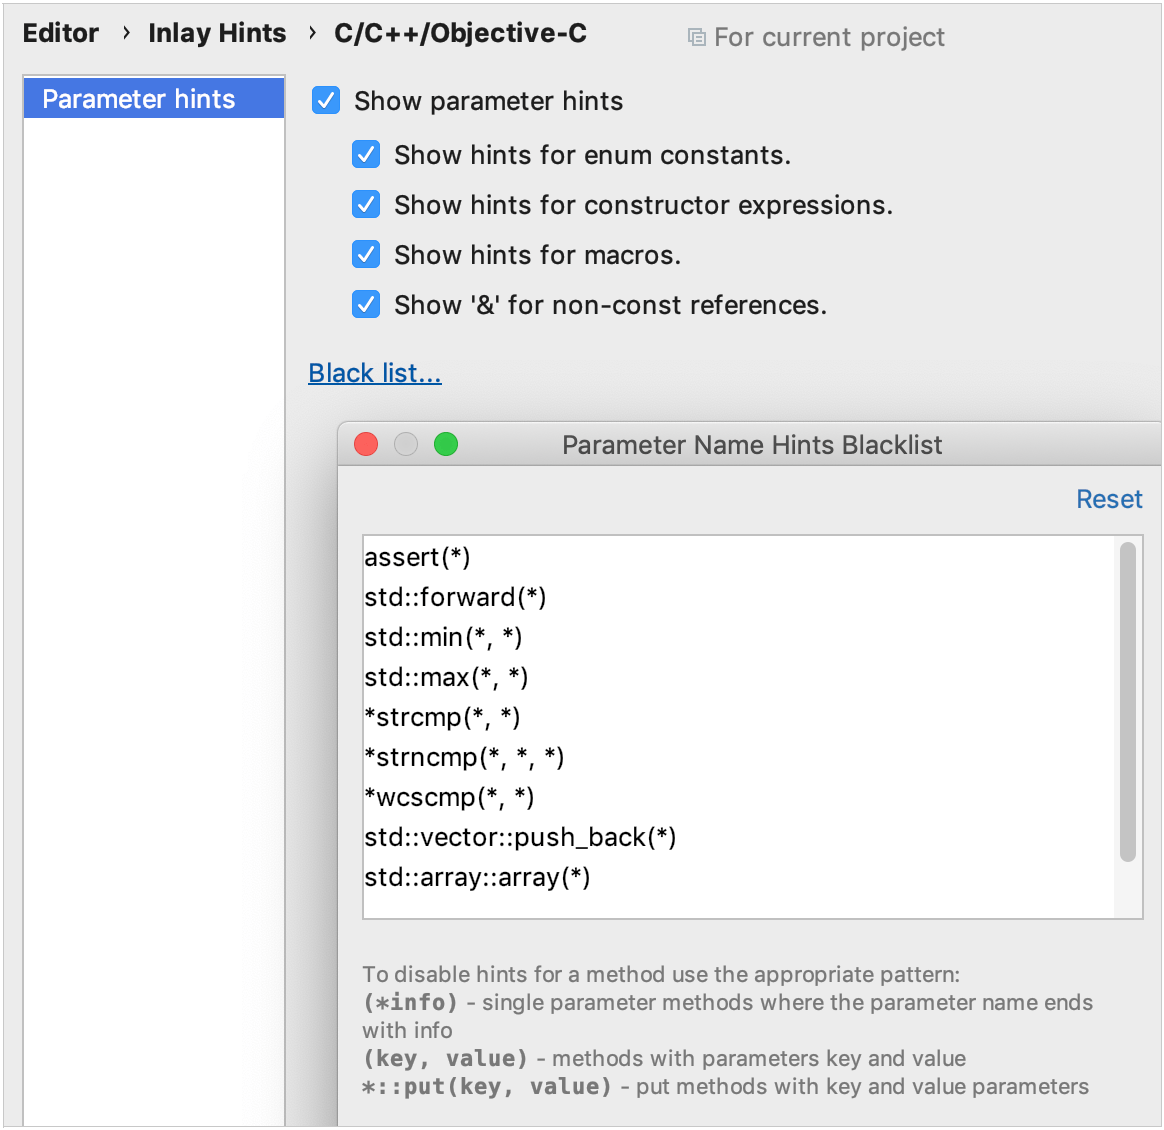 Editor › Inlay Hints › C/C++/Objective-C
For current project
Parameter hints
Show parameter hints
Show hints for enum constants.
Show hints for constructor expressions.
Show hints for macros.
Show '&' for non-const references.
Black list...
Parameter Name Hints Blacklist
Reset
assert(*)
std::forward(*)
std::min(*, *)
std::max(*, *)
*strcmp(*, *)
*strncmp(*, *, *)
*wcscmp(*, *)
std::vector::push_back(*)
std::array::array(*)
To disable hints for a method use the appropriate pattern:
(*info) - single parameter methods where the parameter name ends
with info
(key, value) - methods with parameters key and value
*::put(key, value) - put methods with key and value parameters